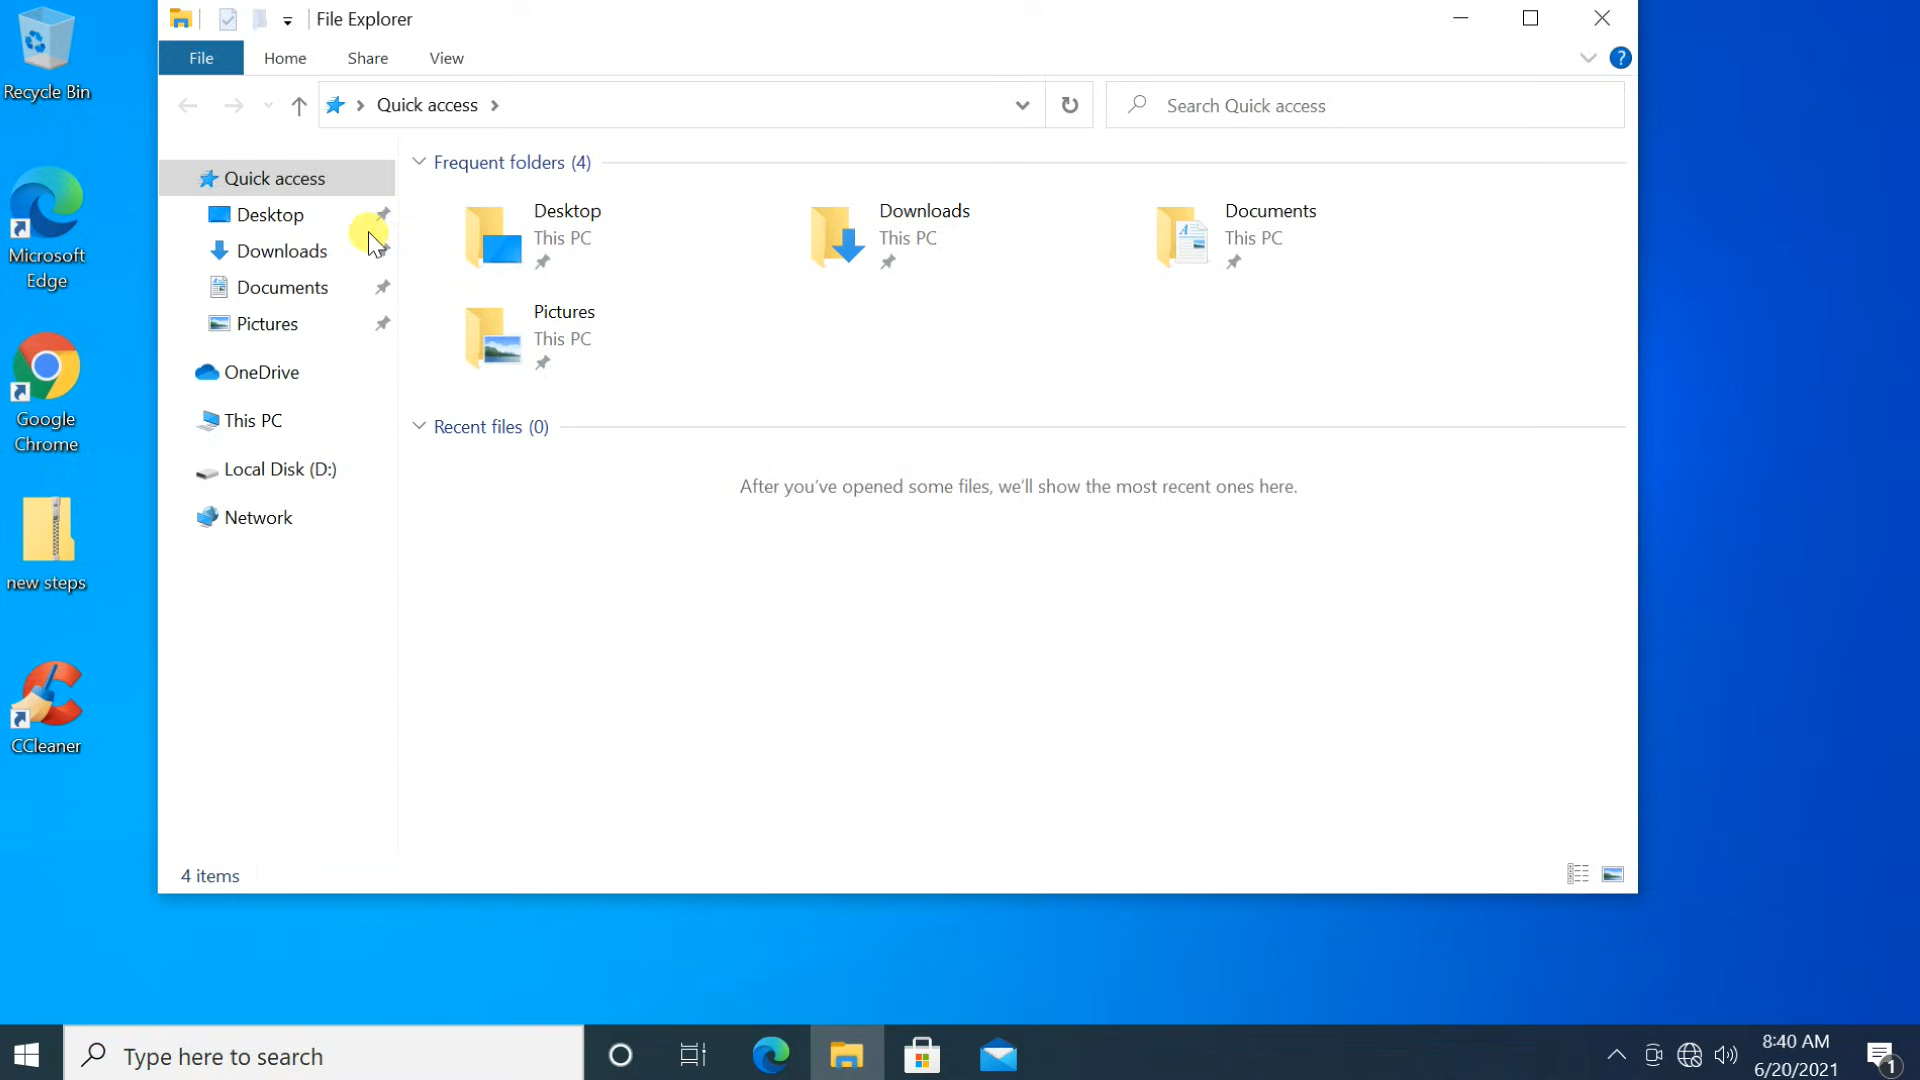 Recycle Bin
Microsoft
Edge
Google
Chrome
new steps
CCleaner
File Explorer
File
Home
Share
View
?
Quick access
Search Quick access
Quick access
Desktop
Downloads
Documents
Pictures
OneDrive
This PC
Local Disk (D:)
Network
Frequent folders (4)
Desktop
This PC
Downloads
This PC
Documents
This PC
Pictures
This PC
Recent files (0)
After you've opened some files, we'll show the most recent ones here.
4 items
Type here to search
8:40 AM
6/20/2021
1